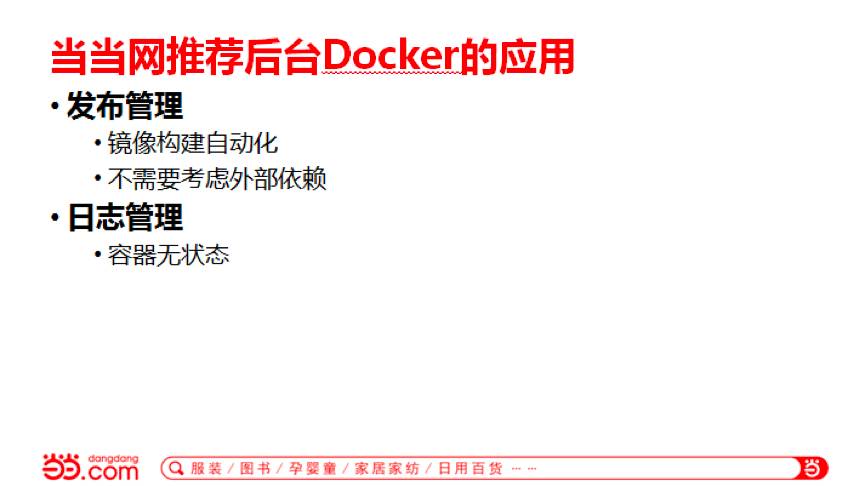 当当网推荐后台Docker的应用
• 发布管理
• 镜像构建自动化
• 不需要考虑外部依赖
• 日志管理
• 容器无状态
dangdang
当当.com
服装 / 图书 / 孕婴童 / 家居家纺 / 日用百货 ······
当